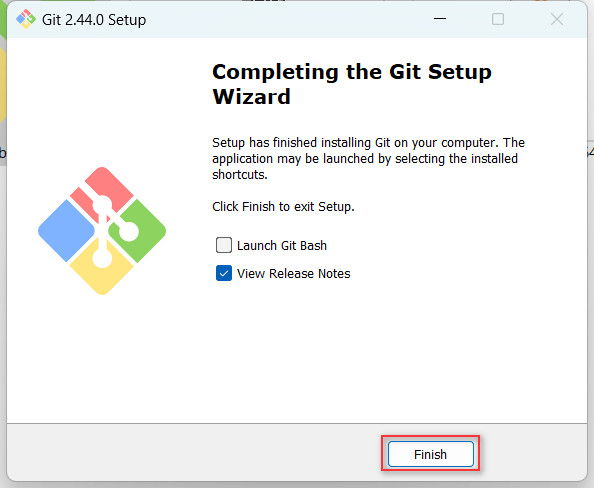 Git 2.44.0 Setup
Completing the Git Setup
Wizard
Setup has finished installing Git on your computer. The
application may be launched by selecting the installed
shortcuts.
Click Finish to exit Setup.
Launch Git Bash
View Release Notes
Finish